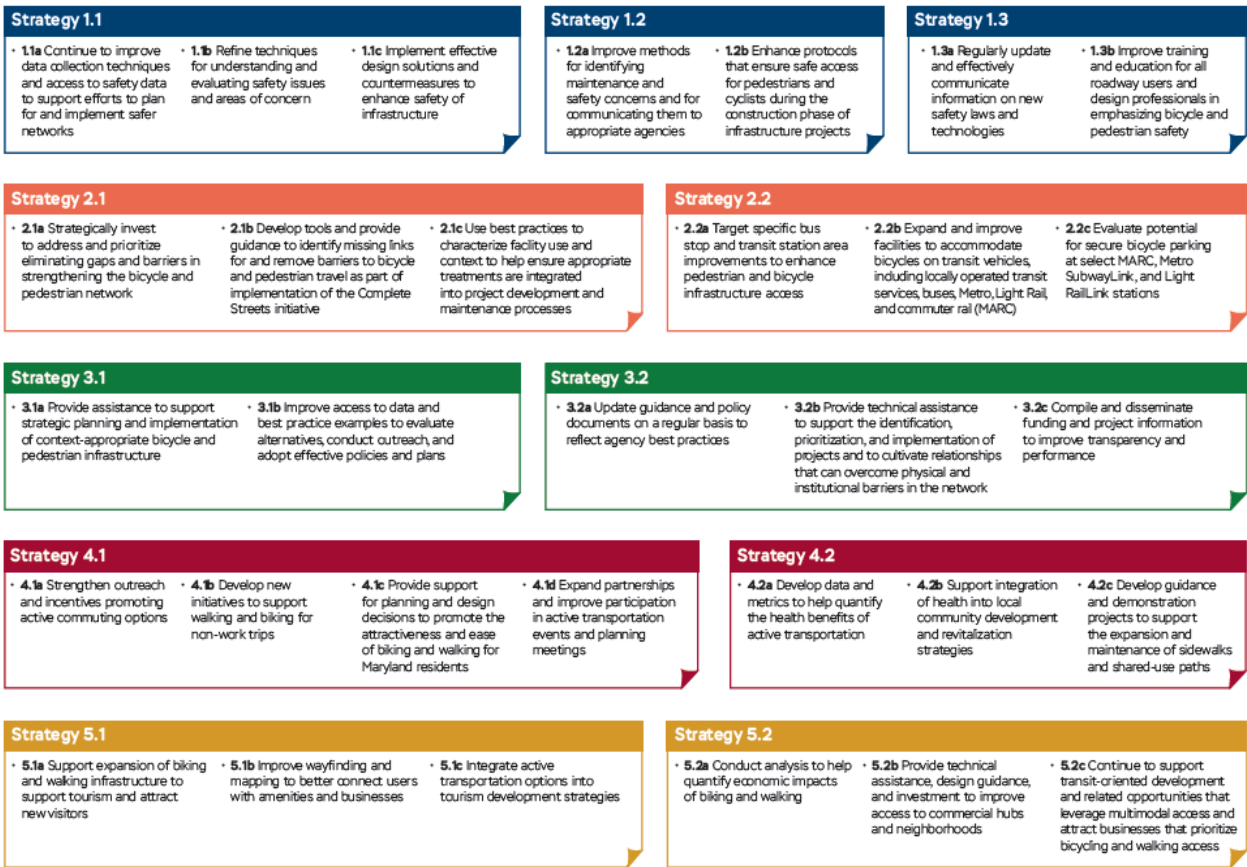 Strategy 1.1
• 1.1a Continue to improve
data collection techniques
and access to safety data
to support efforts to plan
for and implement safer
networks
• 1.1b Refine techniques
for understanding and
evaluating safety issues
and areas of concern
• 1.1c Implement effective
design solutions and
countermeasures to
enhance safety of
infrastructure
Strategy 1.2
• 1.2a Improve methods
for identifying
maintenance and
safety concerns and for
communicating them to
appropriate agencies
• 1.2b Enhance protocols
that ensure safe access
for pedestrians and
cyclists during the
construction phase of
infrastructure projects
Strategy 1.3
• 1.3a Regularly update
and effectively
communicate
information on new
safety laws and
technologies
• 1.3b Improve training
and education for all
roadway users and
design professionals in
emphasizing bicycle and
pedestrian safety
Strategy 2.1
• 2.1a Strategically invest
to address and prioritize
eliminating gaps and barriers in
strengthening the bicycle and
pedestrian network
• 2.1b Develop tools and provide
guidance to identify missing links
for and remove barriers to bicycle
and pedestrian travel as part of
implementation of the Complete
Streets initiative
• 2.1c Use best practices to
characterize facility use and
context to help ensure appropriate
treatments are integrated
into project development and
maintenance processes
Strategy 2.2
• 2.2a Target specific bus
stop and transit station area
improvements to enhance
pedestrian and bicycle
infrastructure access
• 2.2b Expand and improve
facilities to accommodate
bicycles on transit vehicles,
including locally operated transit
services, buses, Metro, Light Rail,
and commuter rail (MARC)
• 2.2c Evaluate potential
for secure bicycle parking
at select MARC, Metro
SubwayLink, and Light
RailLink stations
Strategy 3.1
• 3.1a Provide assistance to support
strategic planning and implementation
of context-appropriate bicycle and
pedestrian infrastructure
• 3.1b Improve access to data and
best practice examples to evaluate
alternatives, conduct outreach, and
adopt effective policies and plans
Strategy 3.2
• 3.2a Update guidance and policy
documents on a regular basis to
reflect agency best practices
• 3.2b Provide technical assistance
to support the identification,
prioritization, and implementation of
projects and to cultivate relationships
that can overcome physical and
institutional barriers in the network
• 3.2c Compile and disseminate
funding and project information
to improve transparency and
performance
Strategy 4.1
• 4.1a Strengthen outreach
and incentives promoting
active commuting options
• 4.1b Develop new
initiatives to support
walking and biking for
non-work trips
• 4.1c Provide support
for planning and design
decisions to promote the
attractiveness and ease
of biking and walking for
Maryland residents
• 4.1d Expand partnerships
and improve participation
in active transportation
events and planning
meetings
Strategy 4.2
• 4.2a Develop data and
metrics to help quantify
the health benefits of
active transportation
• 4.2b Support integration
of health into local
community development
and revitalization
strategies
• 4.2c Develop guidance
and demonstration
projects to support
the expansion and
maintenance of sidewalks
and shared-use paths
Strategy 5.1
• 5.1a Support expansion of biking
and walking infrastructure to
support tourism and attract
new visitors
• 5.1b Improve wayfinding and
mapping to better connect users
with amenities and businesses
• 5.1c Integrate active
transportation options into
tourism development strategies
Strategy 5.2
• 5.2a Conduct analysis to help
quantify economic impacts
of biking and walking
• 5.2b Provide technical
assistance, design guidance,
and investment to improve
access to commercial hubs
and neighborhoods
• 5.2c Continue to support
transit-oriented development
and related opportunities that
leverage multimodal access and
attract businesses that prioritize
bicycling and walking access